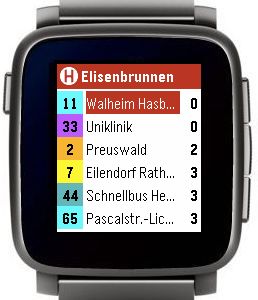 H Elisenbrunnen
11 Walheim Hasb... 0
33 Uniklinik 0
2 Preuswald 2
7 Eilendorf Rath... 3
44 Schnellbus He... 3
65 Pascalstr.-Lic... 3